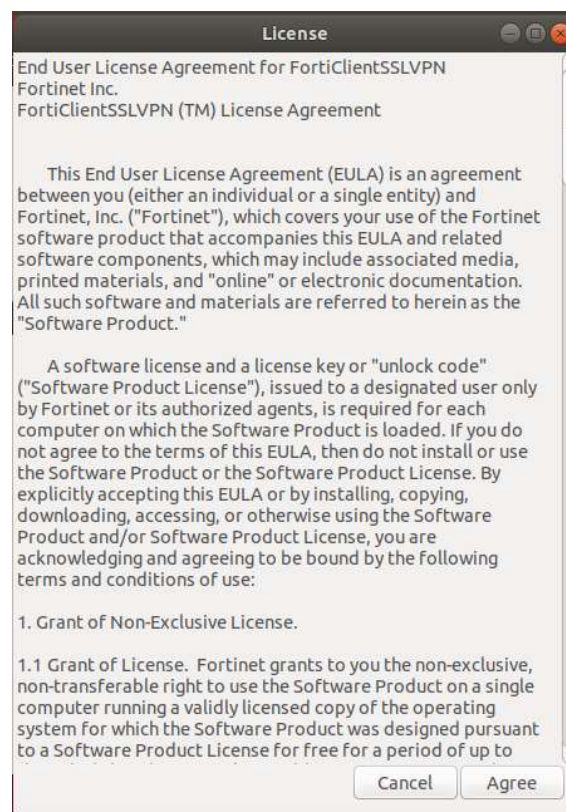 License
End User License Agreement for FortiClientSSLVPN
Fortinet Inc.
FortiClientSSLVPN (TM) License Agreement
This End User License Agreement (EULA) is an agreement
between you (either an individual or a single entity) and
Fortinet, Inc. ("Fortinet"), which covers your use of the Fortinet
software product that accompanies this EULA and related
software components, which may include associated media,
printed materials, and "online" or electronic documentation.
All such software and materials are referred to herein as the
"Software Product."
A software license and a license key or "unlock code"
("Software Product License"), issued to a designated user only
by Fortinet or its authorized agents, is required for each
computer on which the Software Product is loaded. If you do
not agree to the terms of this EULA, then do not install or use
the Software Product or the Software Product License. By
explicitly accepting this EULA or by installing, copying,
downloading, accessing, or otherwise using the Software
Product and/or Software Product License, you are
acknowledging and agreeing to be bound by the following
terms and conditions of use:
1. Grant of Non-Exclusive License.
1.1 Grant of License.  Fortinet grants to you the non-exclusive,
non-transferable right to use the Software Product on a single
computer running a validly licensed copy of the operating
system for which the Software Product was designed pursuant
to a Software Product License for free for a period of up to
Cancel Agree